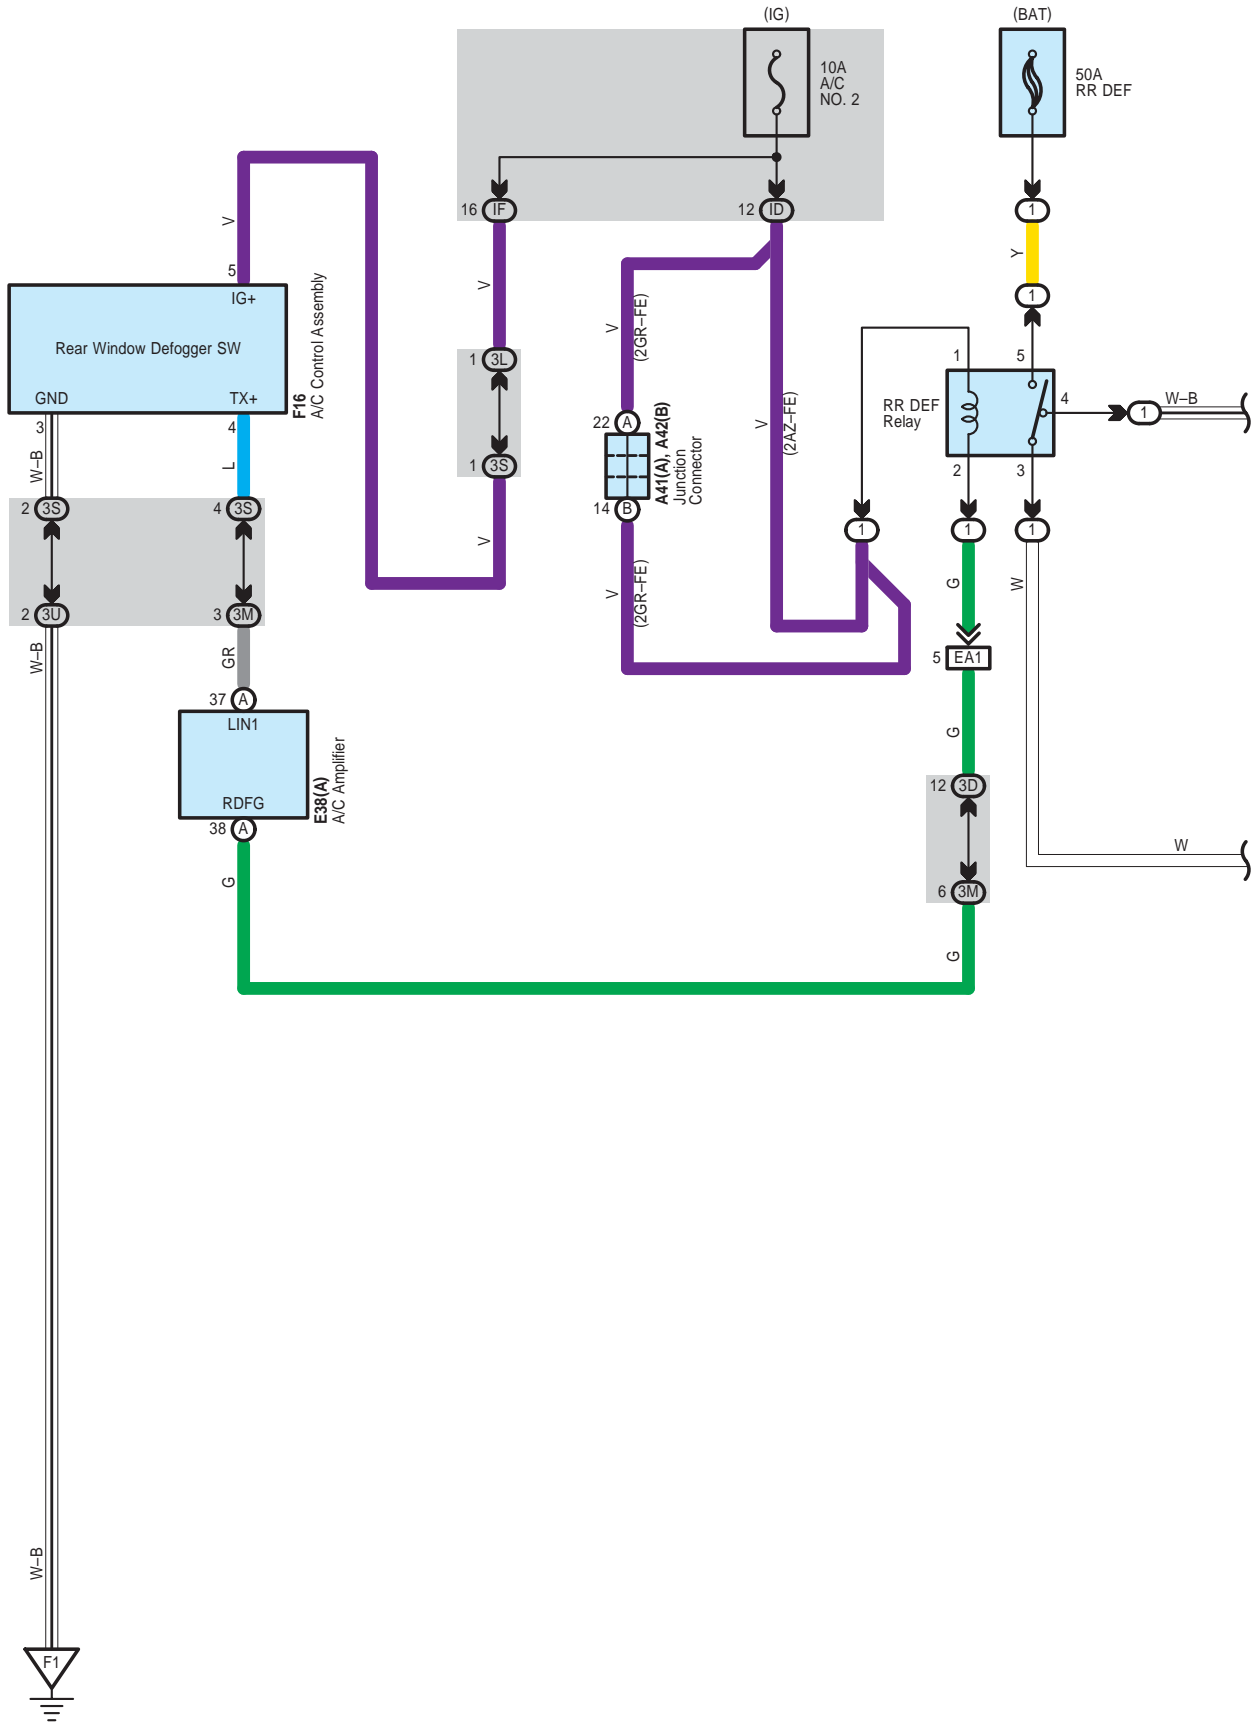 (IG)
(BAT)
10A
A/C
NO. 2
50A
RR DEF
16 IF
12 ID
1
V
5
IG+
Rear Window Defogger SW
GND
TX+
F16
A/C Control Assembly
3
4
W–B
L
2 3S
4 3S
2 3U
3 3M
W–B
GR
37 A
LIN1
RDFG
E38(A)
A/C Amplifier
38 A
G
V
1 3L
1 3S
V
V
(2GR–FE)
22 A
A41(A), A42(B)
Junction
Connector
14 B
V
(2GR–FE)
V
(2AZ–FE)
Y
1
1
5
RR DEF
Relay
4
1
W–B
2
3
1
1
1
G
W
5 EA1
G
12 3D
6 3M
G
W
W–B
F1